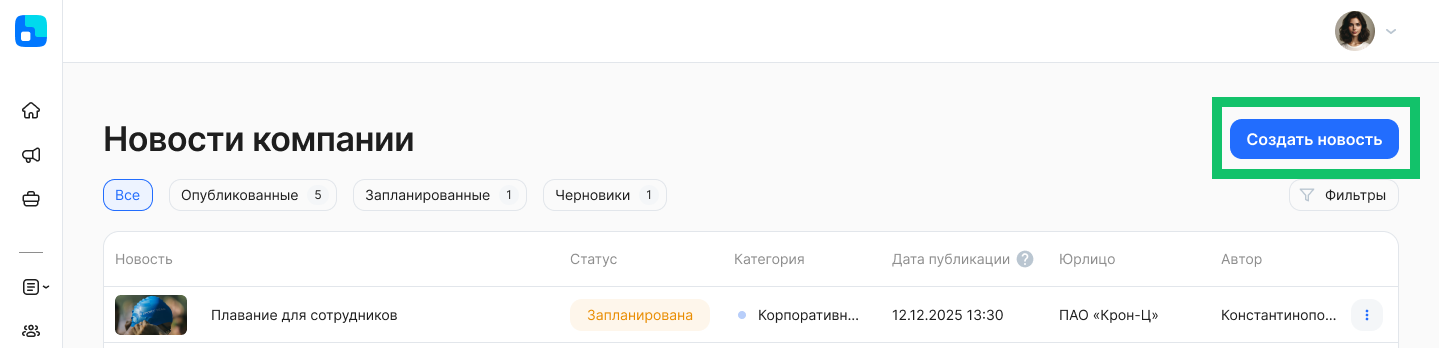 Новости компании
Создать новость
Все Опубликованные 5 Запланированные 1 Черновики 1 Фильтры
Новость Статус Категория Дата публикации ? Юрлицо Автор
Плавание для сотрудников Запланирована Корпоративн... 12.12.2025 13:30 ПАО «Крон-Ц» Константинопо...